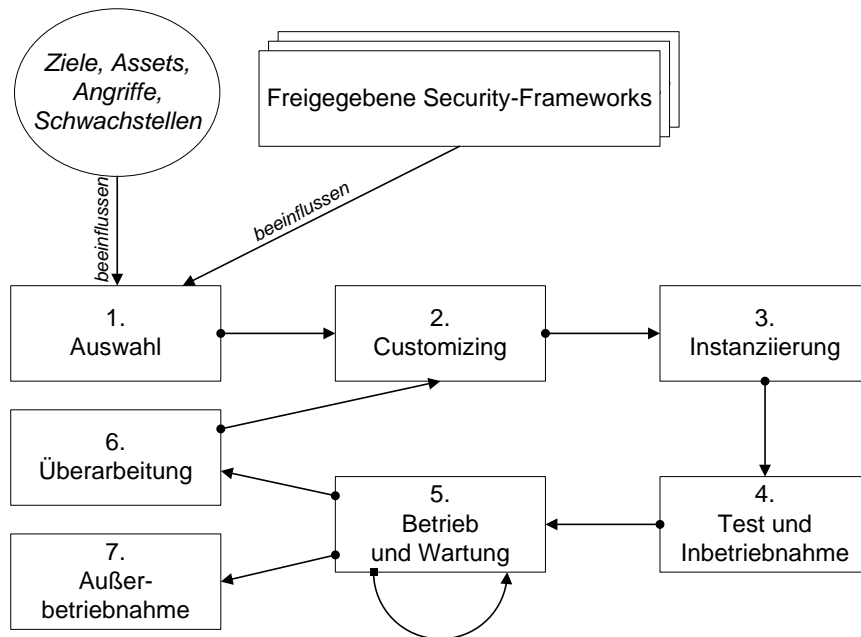 Ziele, Assets,
Angriffe,
Schwachstellen
Freigegebene Security-Frameworks
beeinflussen
beeinflussen
1.
Auswahl
2.
Customizing
3.
Instanziierung
6.
Überarbeitung
5.
Betrieb
und Wartung
4.
Test und
Inbetriebnahme
7.
Außer-
betriebnahme